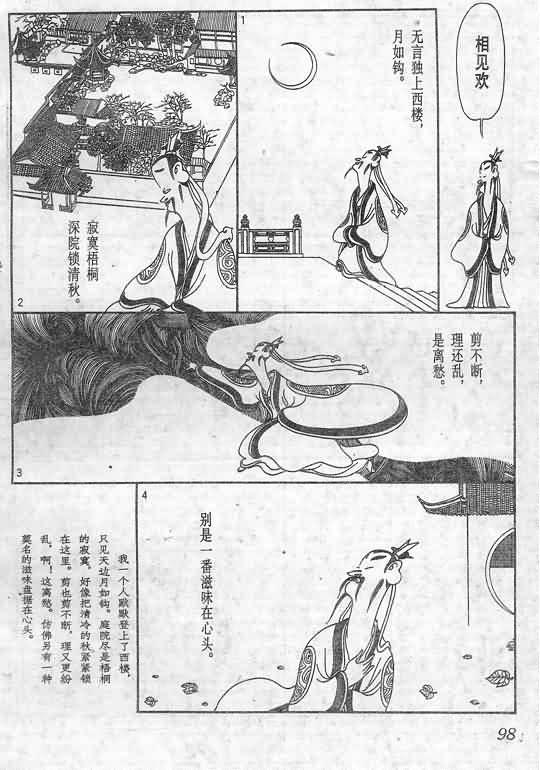 相见欢
1
无言独上西楼，
月如钩。
寂寞梧桐
深院锁清秋。
2
剪不断，
理还乱，
是离愁。
3
4
别是一番滋味在心头。
我一个人默默登上了西楼，
只见天边月如钩。庭院尽是梧桐
的寂寞。好像把清冷的秋紧紧锁
在这里。剪也剪不断，理又更纷
乱，啊！这离愁。仿佛另有一种
莫名的滋味盘据在心头。
98